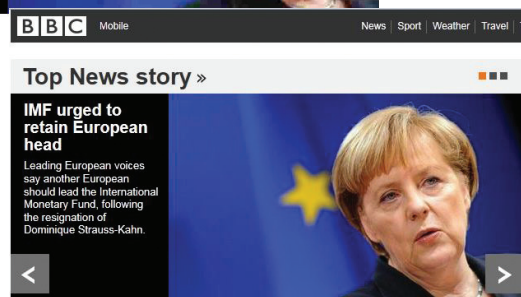 BBC Mobile News Sport Weather Travel
Top News story »
IMF urged to
retain European
head
Leading European voices
say another European
should lead the International
Monetary Fund, following
the resignation of
Dominique Strauss-Kahn.
< >